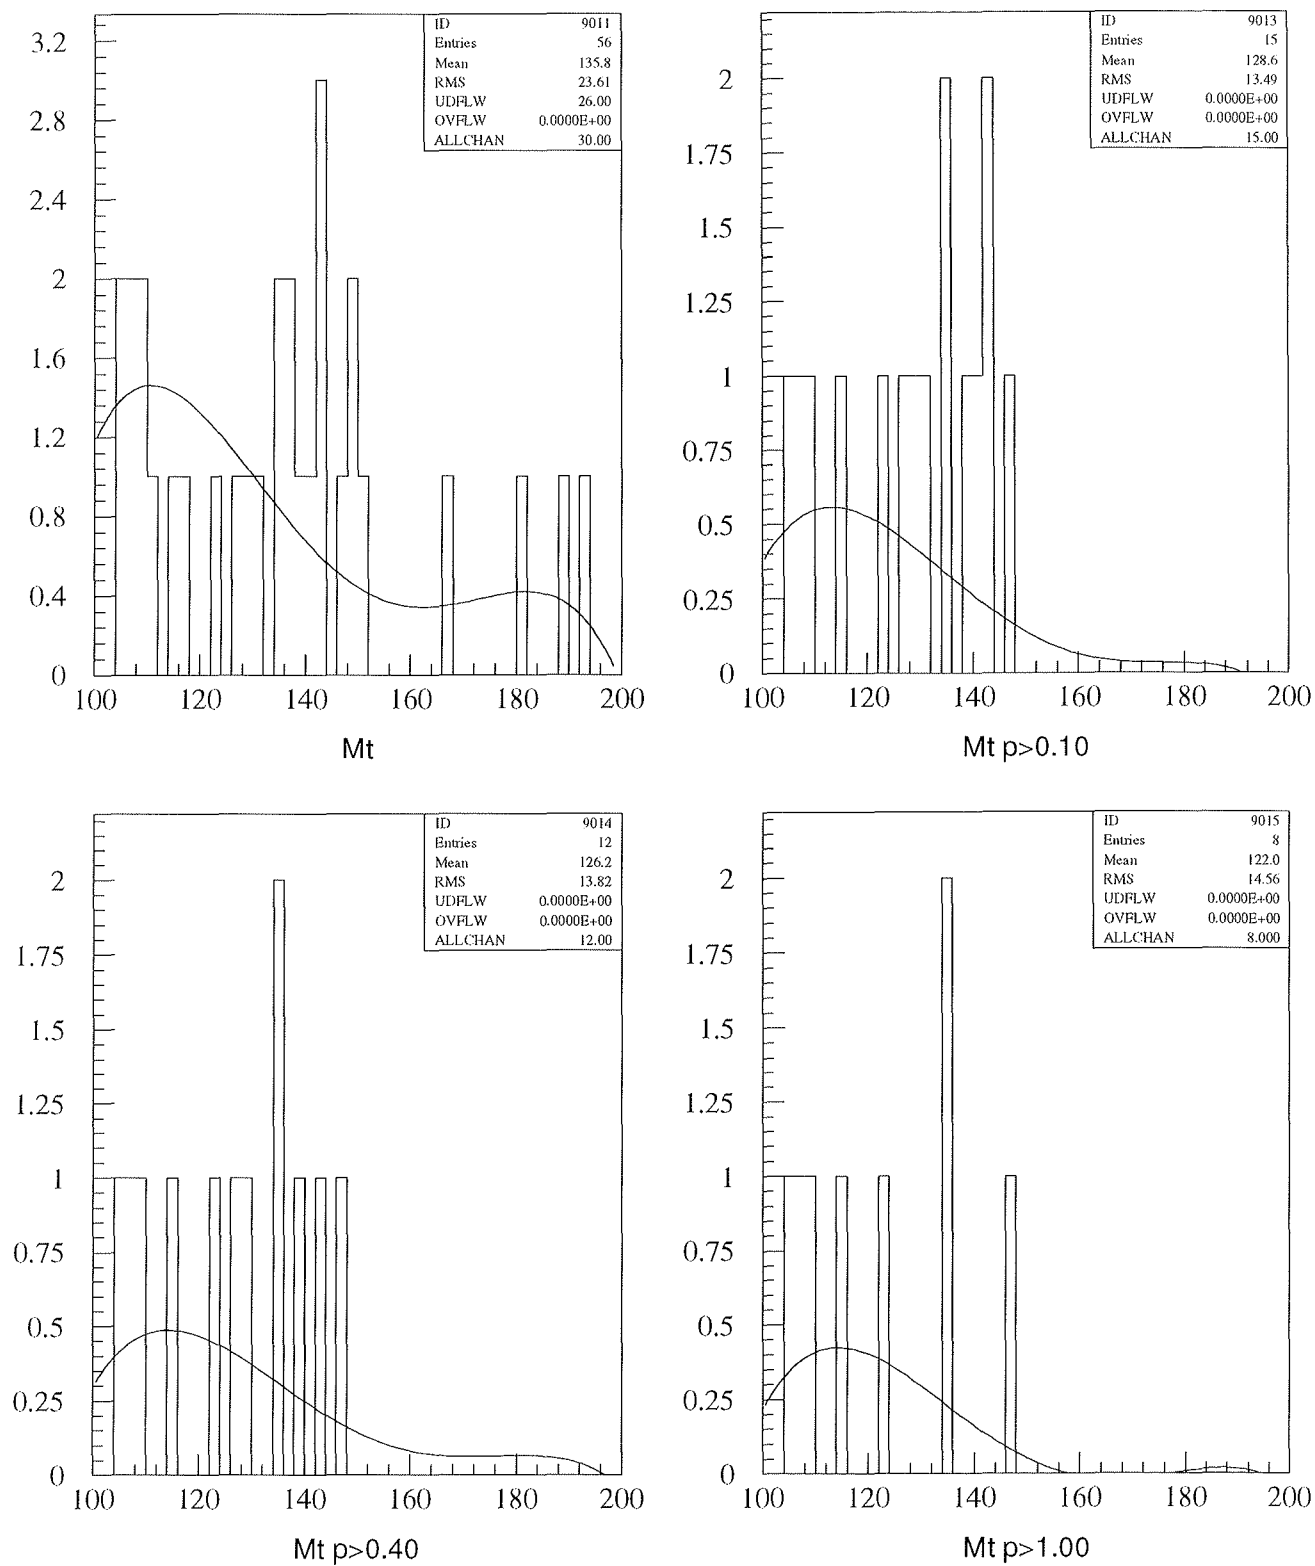 ID 9011
Entries 56
Mean 135.8
RMS 23.61
UDFLW 26.00
OVFLW 0.0000E+00
ALLCHAN 30.00
3.2
2.8
2.4
2
1.6
1.2
0.8
0.4
0
100 120 140 160 180 200
Mt
ID 9013
Entries 15
Mean 128.6
RMS 13.49
UDFLW 0.0000E+00
OVFLW 0.0000E+00
ALLCHAN 15.00
2
1.75
1.5
1.25
1
0.75
0.5
0.25
0
100 120 140 160 180 200
Mt p>0.10
ID 9014
Entries 12
Mean 126.2
RMS 13.82
UDFLW 0.0000E+00
OVFLW 0.0000E+00
ALLCHAN 12.00
2
1.75
1.5
1.25
1
0.75
0.5
0.25
0
100 120 140 160 180 200
Mt p>0.40
ID 9015
Entries 8
Mean 122.0
RMS 14.56
UDFLW 0.0000E+00
OVFLW 0.0000E+00
ALLCHAN 8.000
2
1.75
1.5
1.25
1
0.75
0.5
0.25
0
100 120 140 160 180 200
Mt p>1.00